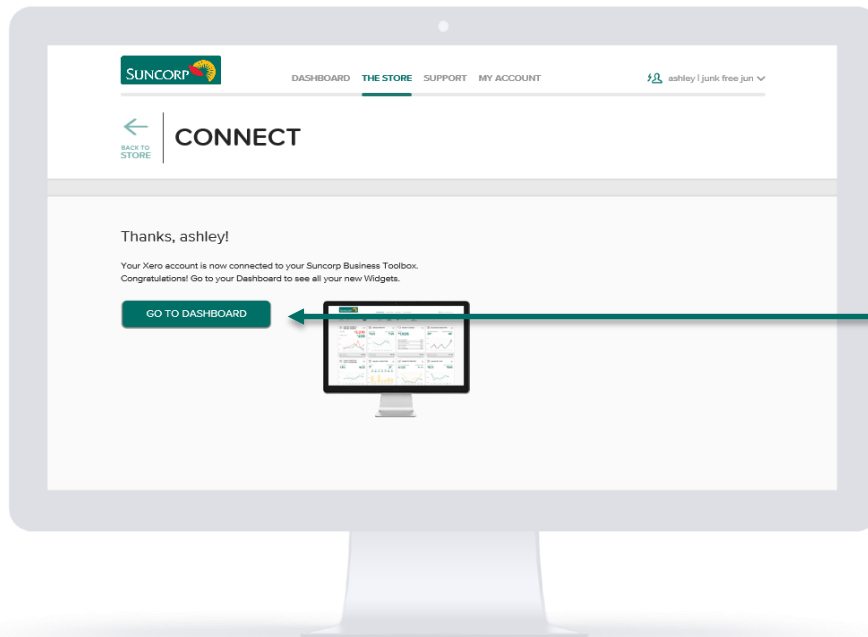 SUNCORP
DASHBOARD THE STORE SUPPORT MY ACCOUNT
ashley | junk free jun
BACK TO
STORE
CONNECT
Thanks, ashley!
Your Xero account is now connected to your Suncorp Business Toolbox.
Congratulations! Go to your Dashboard to see all your new Widgets.
GO TO DASHBOARD